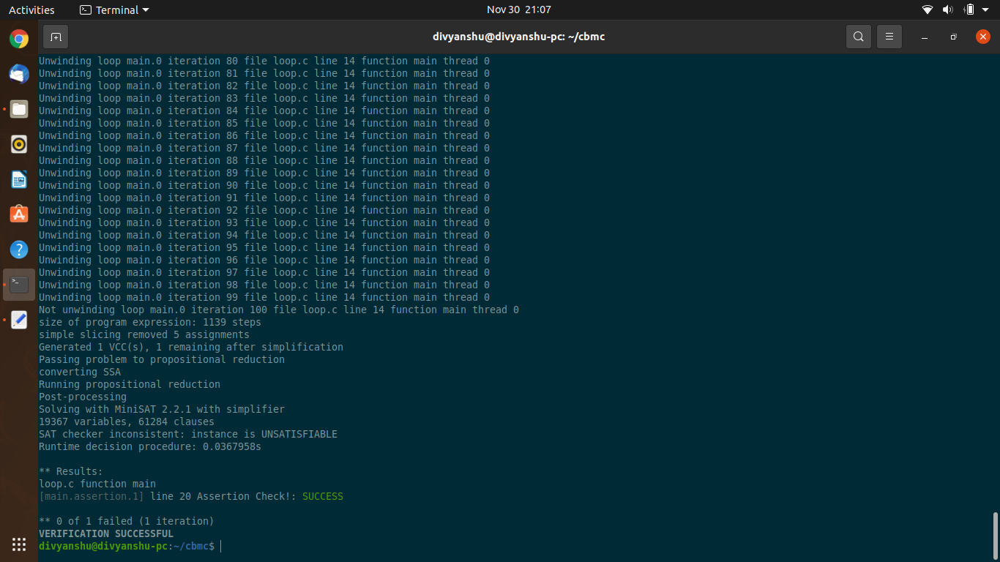 Activities
Terminal
Nov 30 21:07
divyanshu@divyanshu-pc: ~/cbmc
Unwinding loop main.0 iteration 80 file loop.c line 14 function main thread 0
Unwinding loop main.0 iteration 81 file loop.c line 14 function main thread 0
Unwinding loop main.0 iteration 82 file loop.c line 14 function main thread 0
Unwinding loop main.0 iteration 83 file loop.c line 14 function main thread 0
Unwinding loop main.0 iteration 84 file loop.c line 14 function main thread 0
Unwinding loop main.0 iteration 85 file loop.c line 14 function main thread 0
Unwinding loop main.0 iteration 86 file loop.c line 14 function main thread 0
Unwinding loop main.0 iteration 87 file loop.c line 14 function main thread 0
Unwinding loop main.0 iteration 88 file loop.c line 14 function main thread 0
Unwinding loop main.0 iteration 89 file loop.c line 14 function main thread 0
Unwinding loop main.0 iteration 90 file loop.c line 14 function main thread 0
Unwinding loop main.0 iteration 91 file loop.c line 14 function main thread 0
Unwinding loop main.0 iteration 92 file loop.c line 14 function main thread 0
Unwinding loop main.0 iteration 93 file loop.c line 14 function main thread 0
Unwinding loop main.0 iteration 94 file loop.c line 14 function main thread 0
Unwinding loop main.0 iteration 95 file loop.c line 14 function main thread 0
Unwinding loop main.0 iteration 96 file loop.c line 14 function main thread 0
Unwinding loop main.0 iteration 97 file loop.c line 14 function main thread 0
Unwinding loop main.0 iteration 98 file loop.c line 14 function main thread 0
Unwinding loop main.0 iteration 99 file loop.c line 14 function main thread 0
Not unwinding loop main.0 iteration 100 file loop.c line 14 function main thread 0
size of program expression: 1139 steps
simple slicing removed 5 assignments
Generated 1 VCC(s), 1 remaining after simplification
Passing problem to propositional reduction
converting SSA
Running propositional reduction
Post-processing
Solving with MiniSAT 2.2.1 with simplifier
19367 variables, 61284 clauses
SAT checker inconsistent: instance is UNSATISFIABLE
Runtime decision procedure: 0.0367958s
** Results:
loop.c function main
[main.assertion.1] line 20 Assertion Check!: SUCCESS
** 0 of 1 failed (1 iteration)
VERIFICATION SUCCESSFUL
divyanshu@divyanshu-pc:~/cbmc$